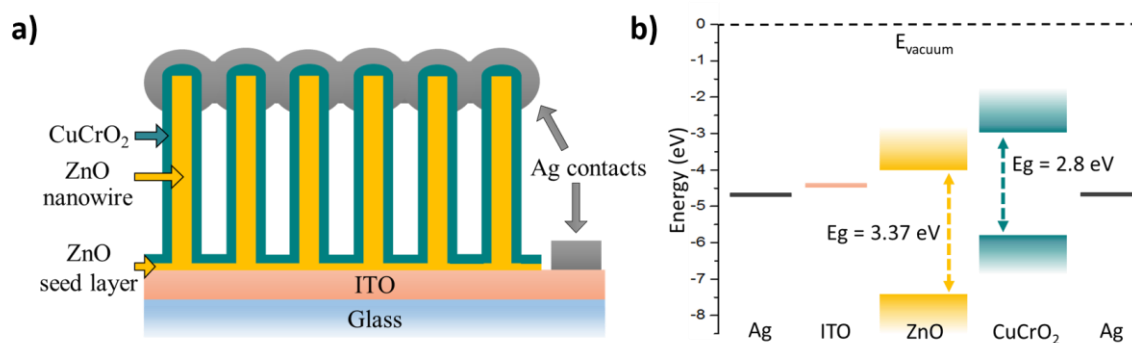 a)
CuCrO₂
ZnO
nanowire
ZnO
seed layer
Ag contacts
ITO
Glass
b)
0
-1
-2
-3
-4
-5
-6
-7
-8
Energy (eV)
Evacuum
Eg = 2.8 eV
Eg = 3.37 eV
Ag
ITO
ZnO
CuCrO₂
Ag